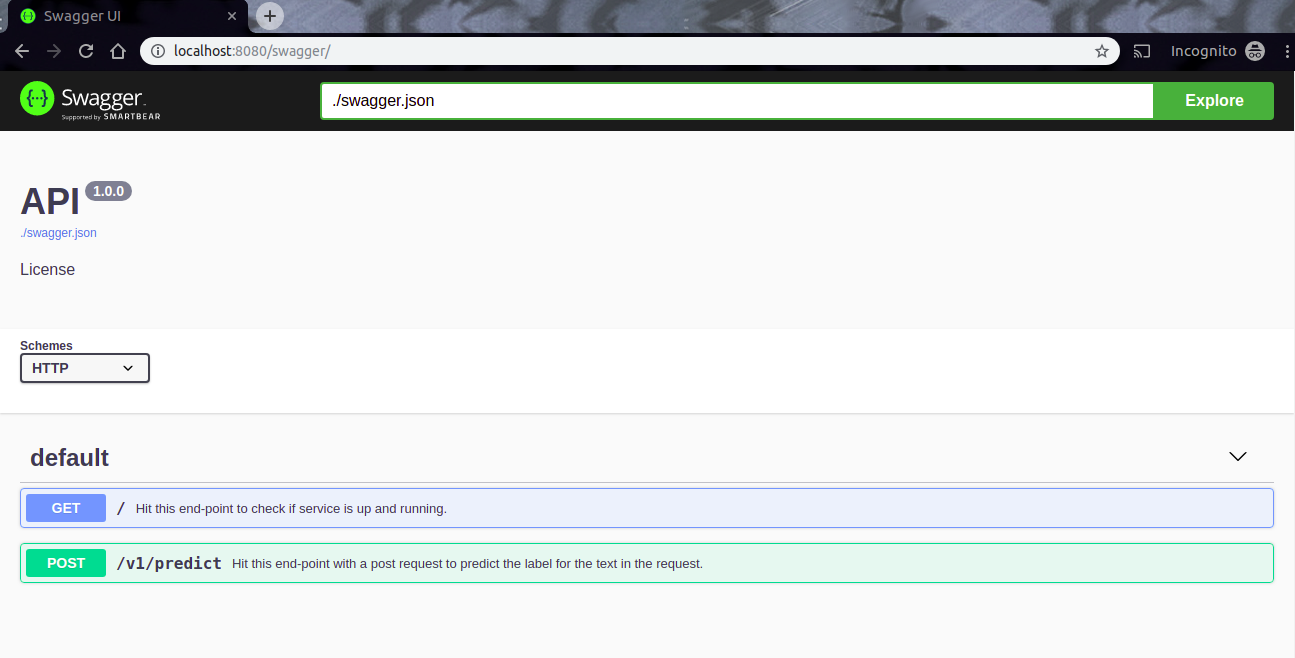 Swagger UI
localhost:8080/swagger/
Incognito
{···} Swagger™
Supported by SMARTBEAR
./swagger.json
Explore
API 1.0.0
./swagger.json
License
Schemes
HTTP
default
GET / Hit this end-point to check if service is up and running.
POST /v1/predict Hit this end-point with a post request to predict the label for the text in the request.